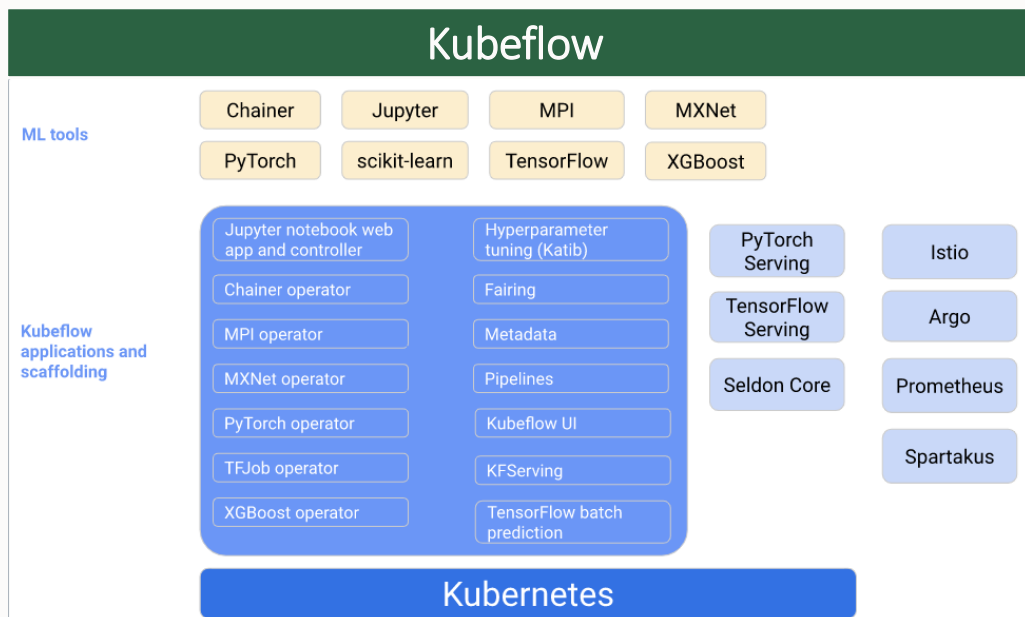 Kubeflow
ML tools
Chainer
Jupyter
MPI
MXNet
PyTorch
scikit-learn
TensorFlow
XGBoost
Kubeflow
applications and
scaffolding
Jupyter notebook web
app and controller
Chainer operator
MPI operator
MXNet operator
PyTorch operator
TFJob operator
XGBoost operator
Hyperparameter
tuning (Katib)
Fairing
Metadata
Pipelines
Kubeflow UI
KFServing
TensorFlow batch
prediction
PyTorch
Serving
TensorFlow
Serving
Seldon Core
Istio
Argo
Prometheus
Spartakus
Kubernetes